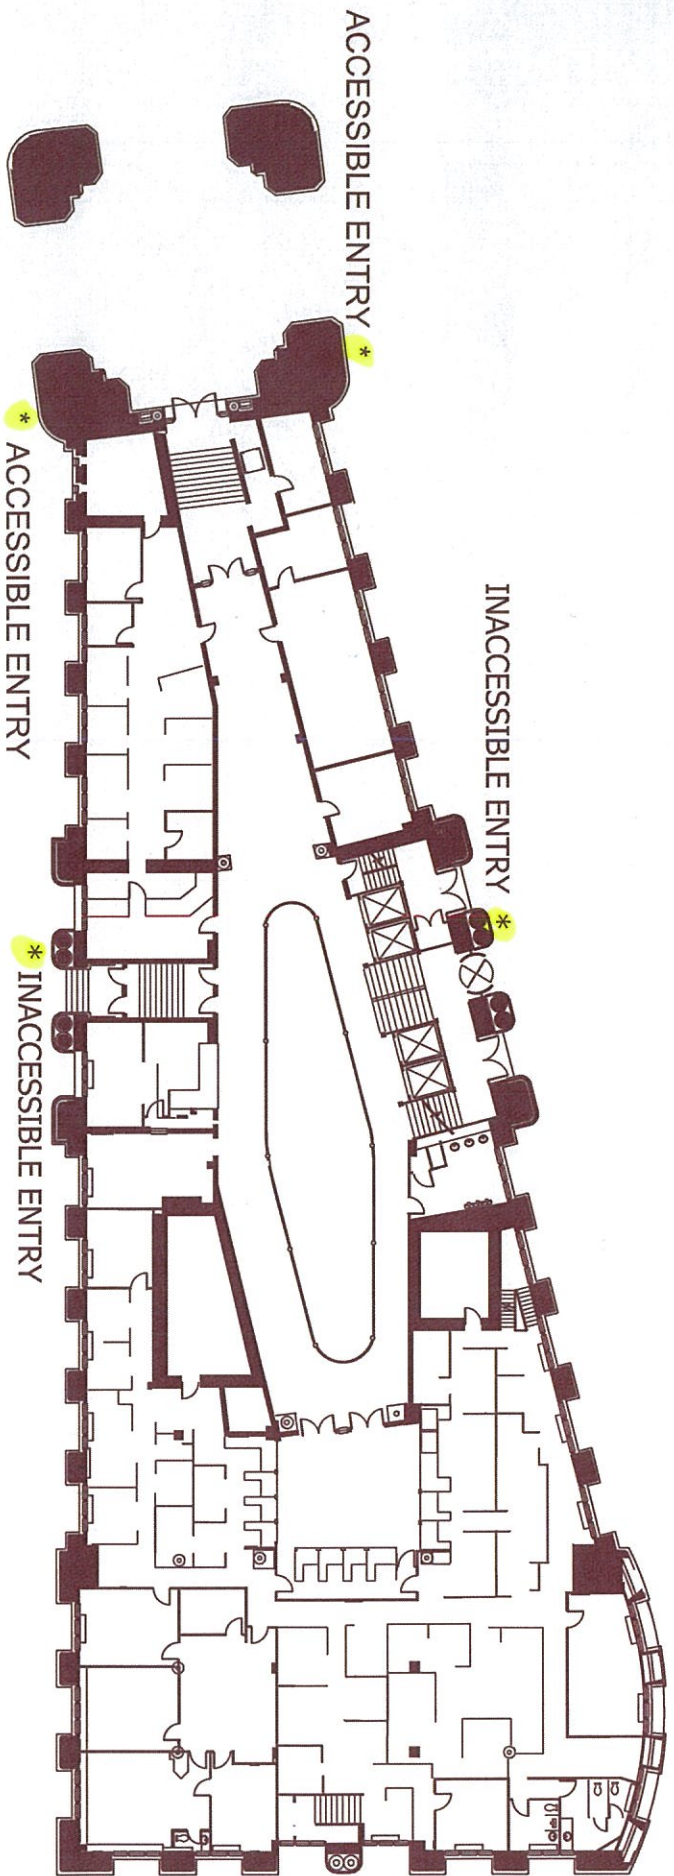 ACCESSIBLE ENTRY
*
* ACCESSIBLE ENTRY
INACCESSIBLE ENTRY
*
* INACCESSIBLE ENTRY